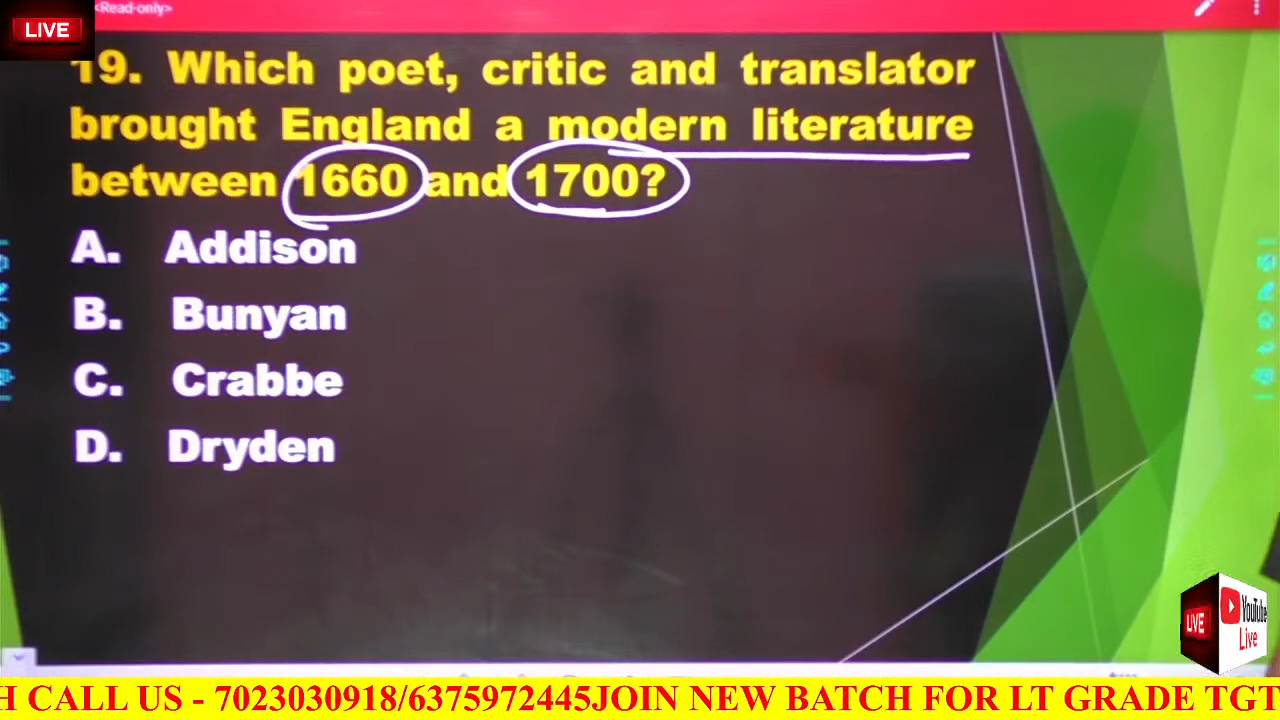 <Read-only>
LIVE
19. Which poet, critic and translator
brought England a modern literature
between 1660 and 1700?
A. Addison
B. Bunyan
C. Crabbe
D. Dryden
LIVE
YouTube
Live
H CALL US - 7023030918/6375972445JOIN NEW BATCH FOR LT GRADE TGT